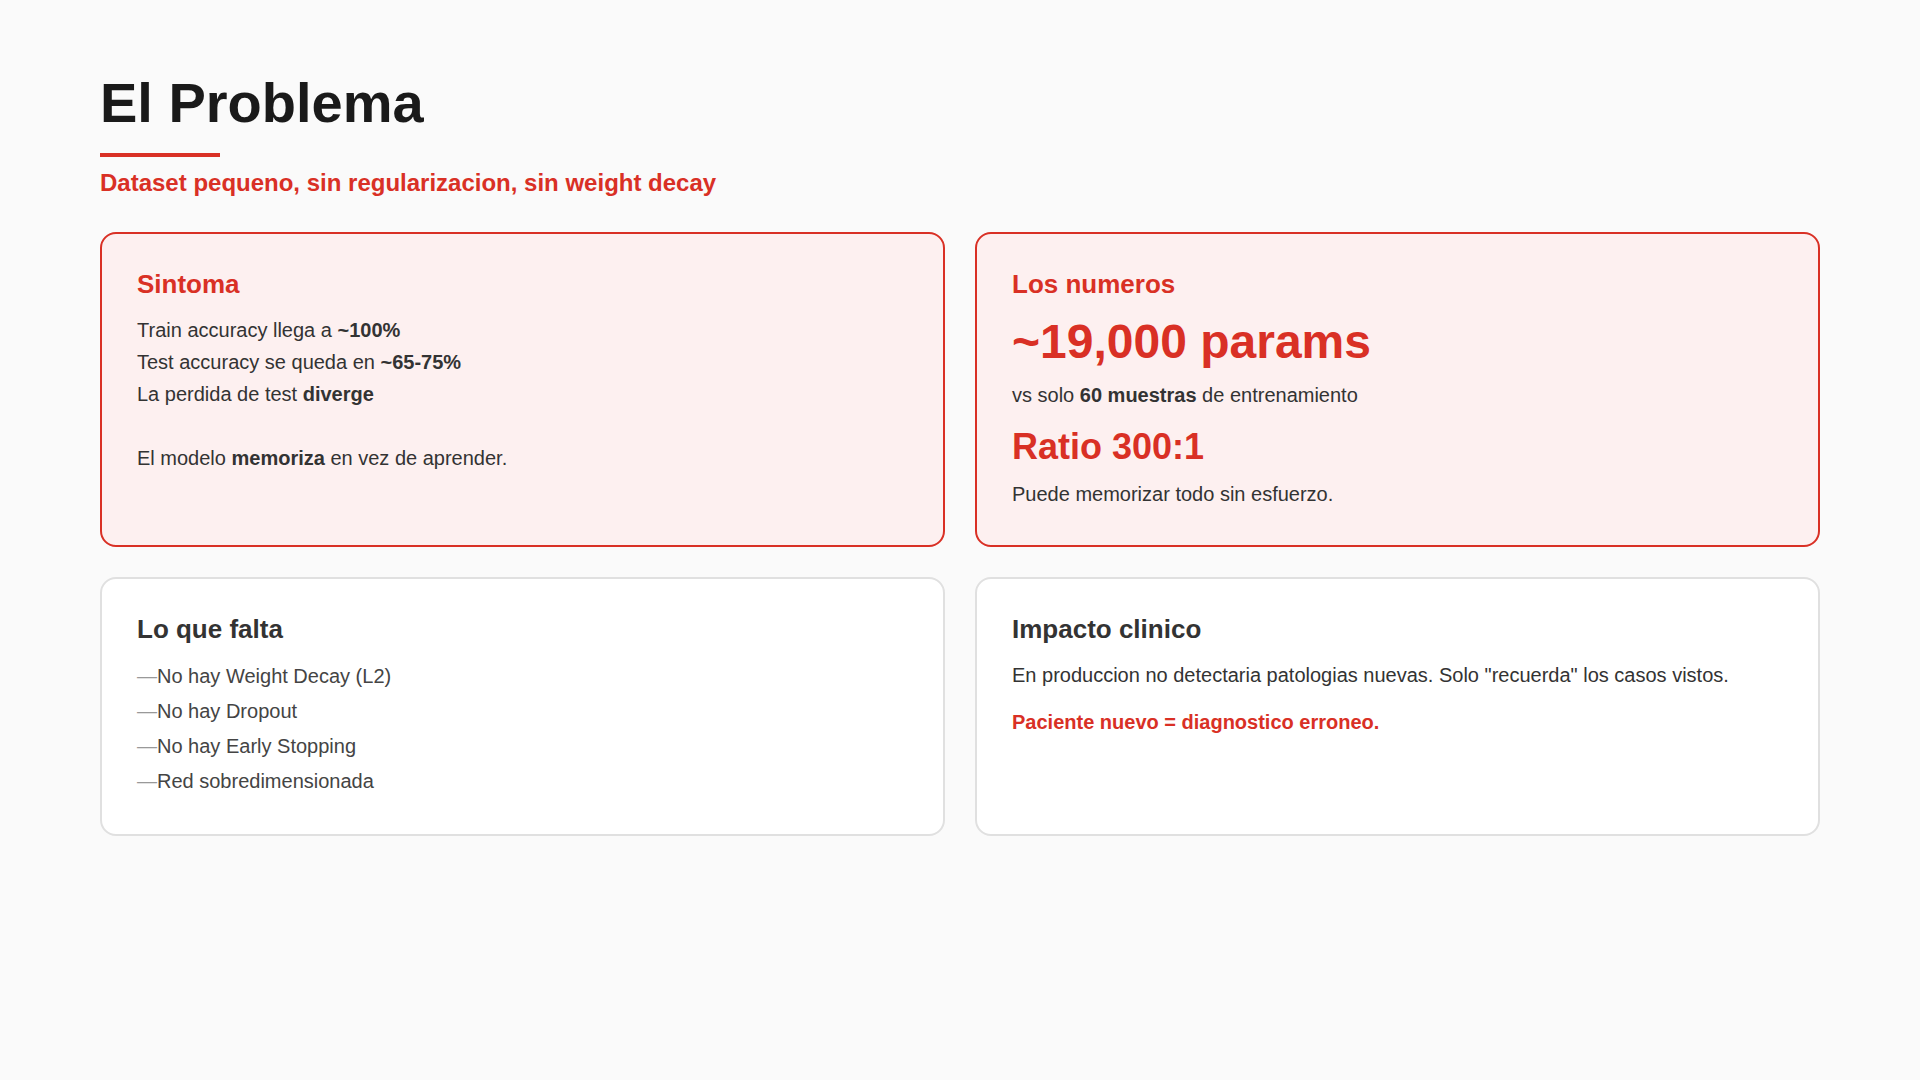 El Problema
Dataset pequeno, sin regularizacion, sin weight decay
Sintoma
Train accuracy llega a ~100%
Test accuracy se queda en ~65-75%
La perdida de test diverge
El modelo memoriza en vez de aprender.
Los numeros
~19,000 params
vs solo 60 muestras de entrenamiento
Ratio 300:1
Puede memorizar todo sin esfuerzo.
Lo que falta
—No hay Weight Decay (L2)
—No hay Dropout
—No hay Early Stopping
—Red sobredimensionada
Impacto clinico
En produccion no detectaria patologias nuevas. Solo "recuerda" los casos vistos.
Paciente nuevo = diagnostico erroneo.